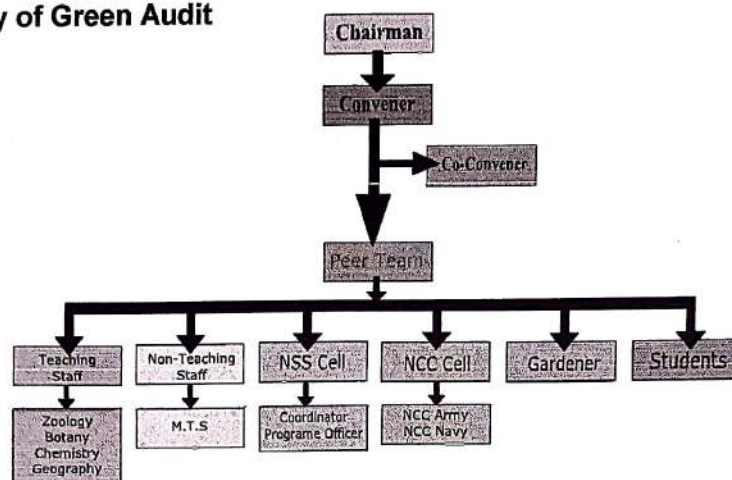 y of Green Audit
Chairman
Convener
Co-Convener
Peer Team
Teaching
Staff
Non-Teaching
Staff
NSS Cell
NCC Cell
Gardener
Students
Zoology
Botany
Chemistry
Geography
M.T.S
Coordinator
Programe Officer
NCC Army
NCC Navy